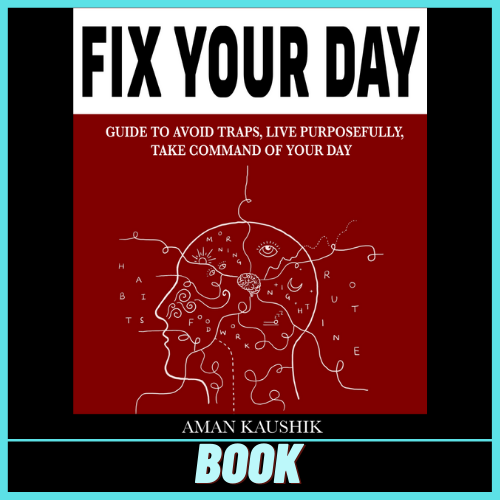 FIX YOUR DAY
GUIDE TO AVOID TRAPS, LIVE PURPOSEFULLY,
TAKE COMMAND OF YOUR DAY
MORNING
HABITS
NIGHT
ROUTINE
FOOD
WORK
AMAN KAUSHIK
BOOK